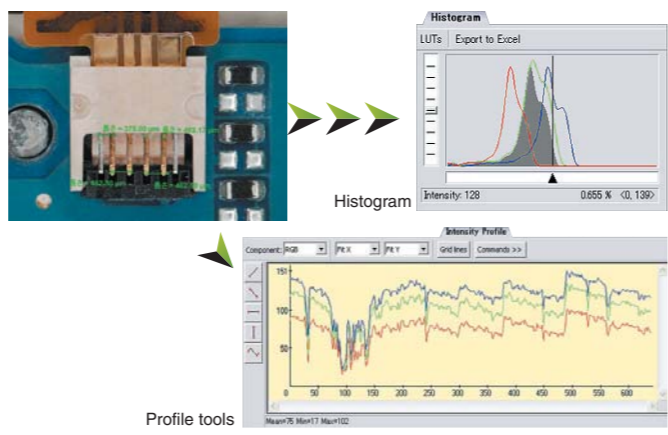 Histogram
LUTs Export to Excel
Intensity: 128 0.655 % <0, 139>
Histogram
Intensity Profile
Component: RGB Fit X Fit Y Grid lines Commands >>
151
100
50
0 50 100 150 200 250 300 350 400 450 500 550 600
Mean=75 Min=17 Max=102
Profile tools